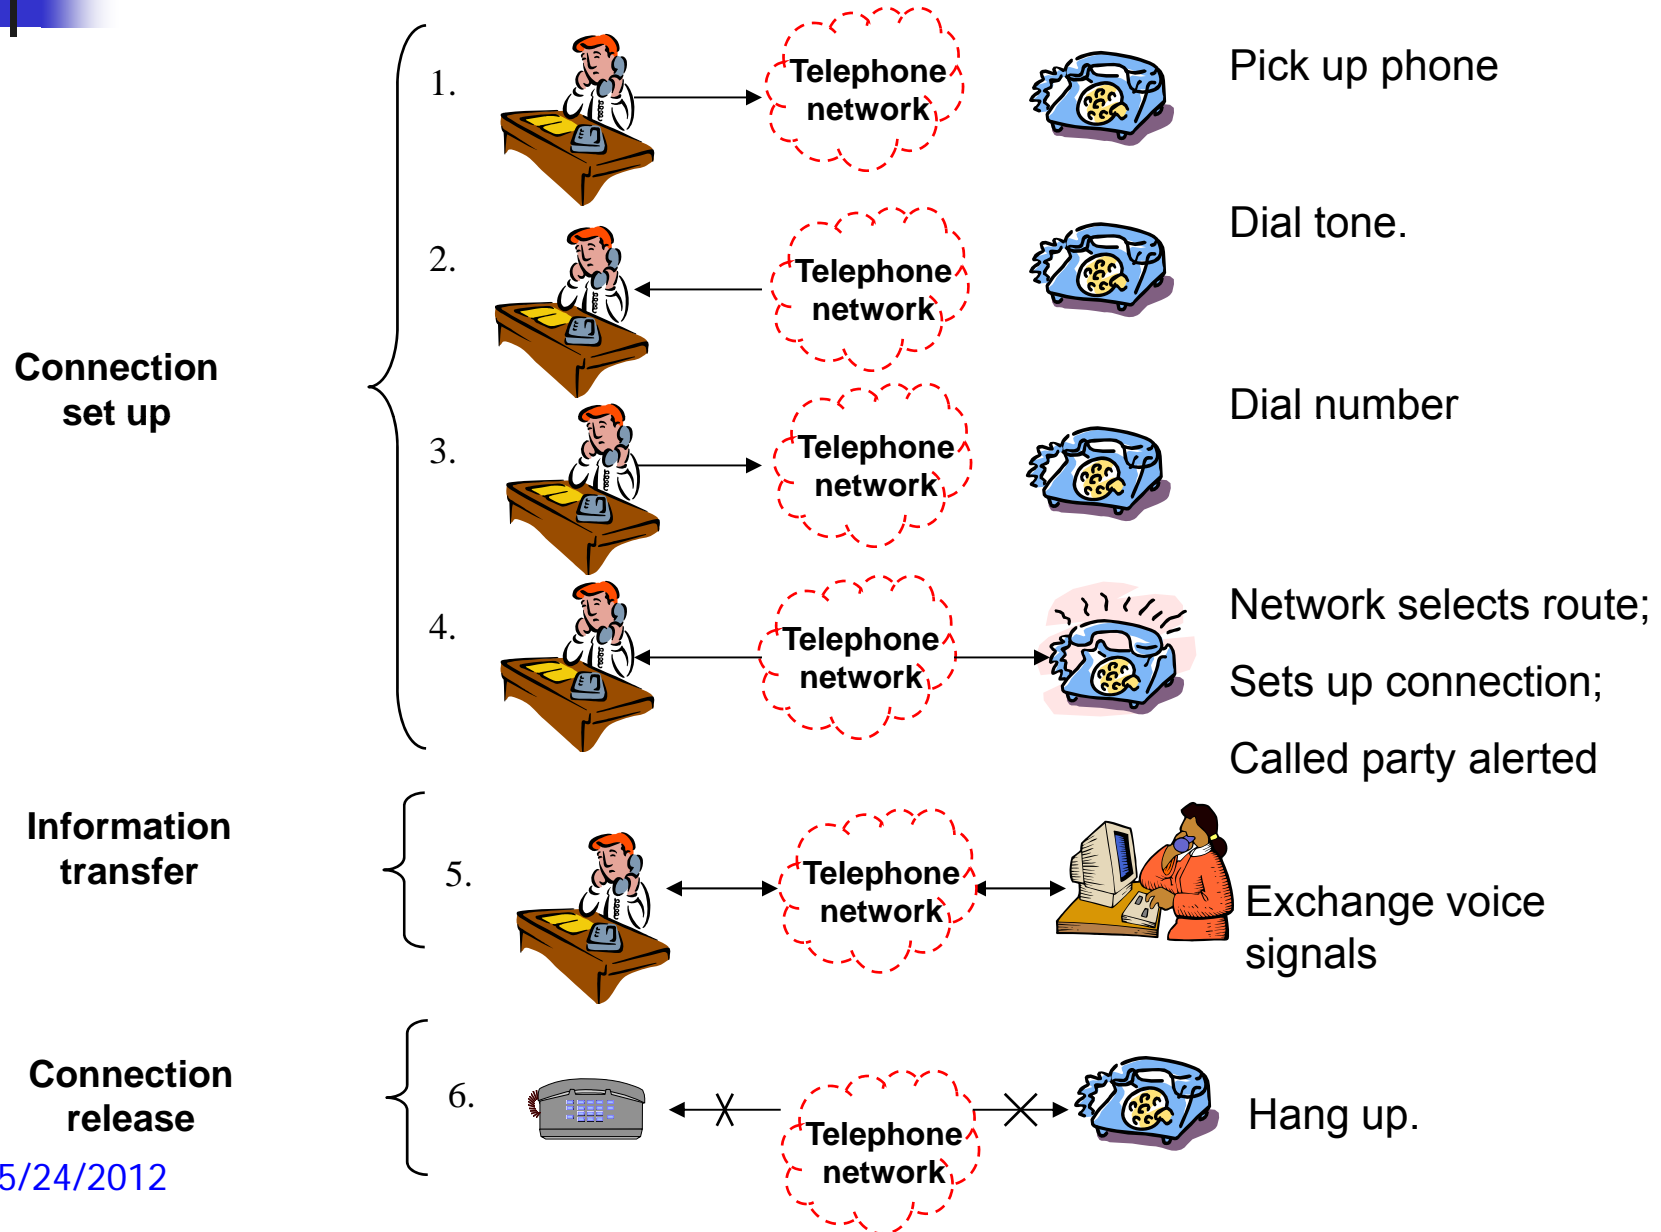 1.
Telephone
network
Pick up phone
2.
Telephone
network
Dial tone.
Connection
set up
3.
Telephone
network
Dial number
4.
Telephone
network
Network selects route;
Sets up connection;
Called party alerted
Information
transfer
5.
Telephone
network
Exchange voice
signals
Connection
release
6.
Telephone
network
Hang up.
5/24/2012